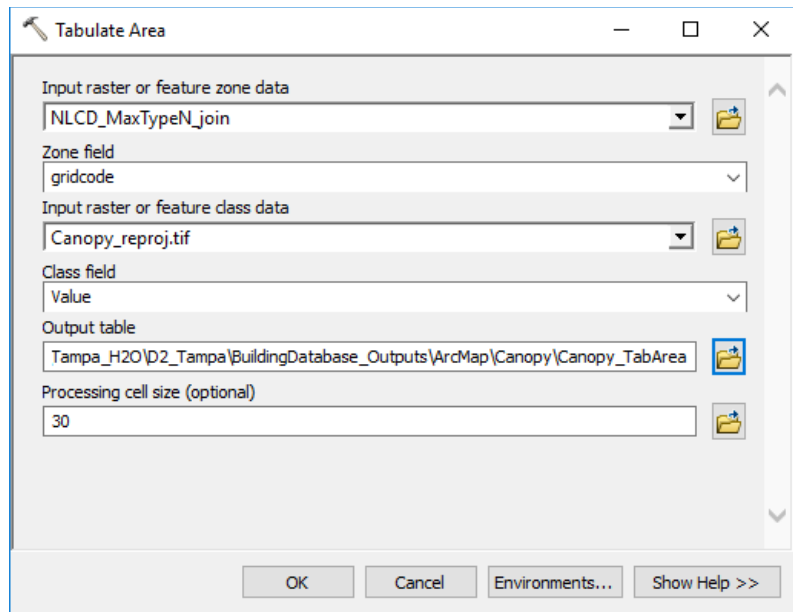 Tabulate Area
Input raster or feature zone data
NLCD_MaxTypeN_join
Zone field
gridcode
Input raster or feature class data
Canopy_reproj.tif
Class field
Value
Output table
Tampa_H2O\D2_Tampa\BuildingDatabase_Outputs\ArcMap\Canopy\Canopy_TabArea
Processing cell size (optional)
30
OK Cancel Environments... Show Help >>